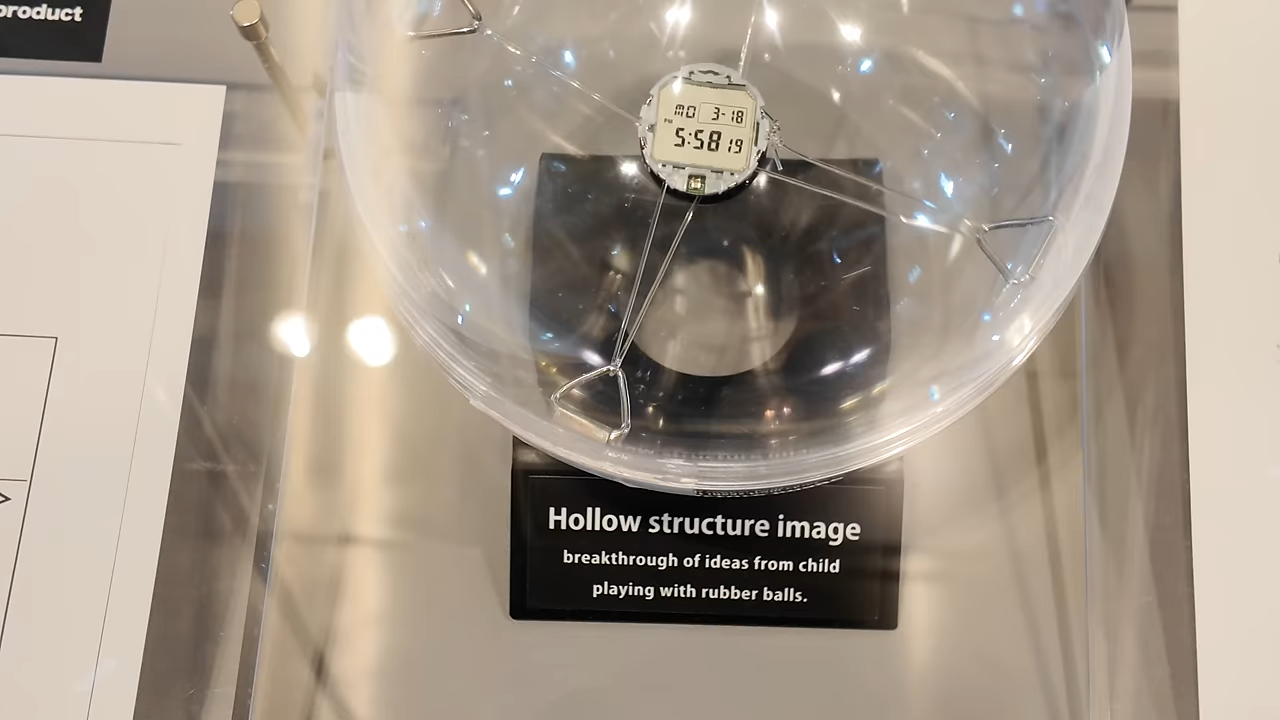 product
MO 3-18
PM
5:58 19
Hollow structure image
breakthrough of ideas from child
playing with rubber balls.